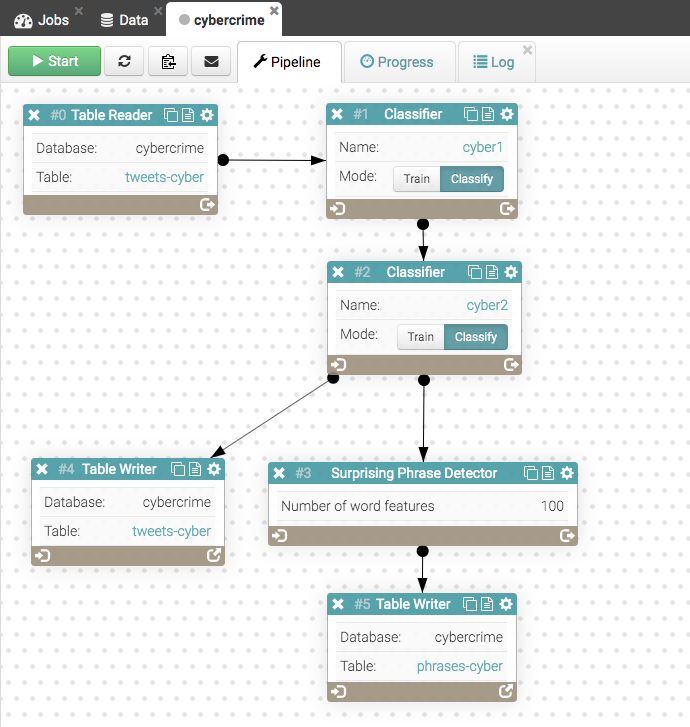 Jobs Data cybercrime
Start Pipeline Progress Log
#0 Table Reader
Database: cybercrime
Table: tweets-cyber
#1 Classifier
Name: cyber1
Mode: Train Classify
#2 Classifier
Name: cyber2
Mode: Train Classify
#4 Table Writer
Database: cybercrime
Table: tweets-cyber
#3 Surprising Phrase Detector
Number of word features 100
#5 Table Writer
Database: cybercrime
Table: phrases-cyber